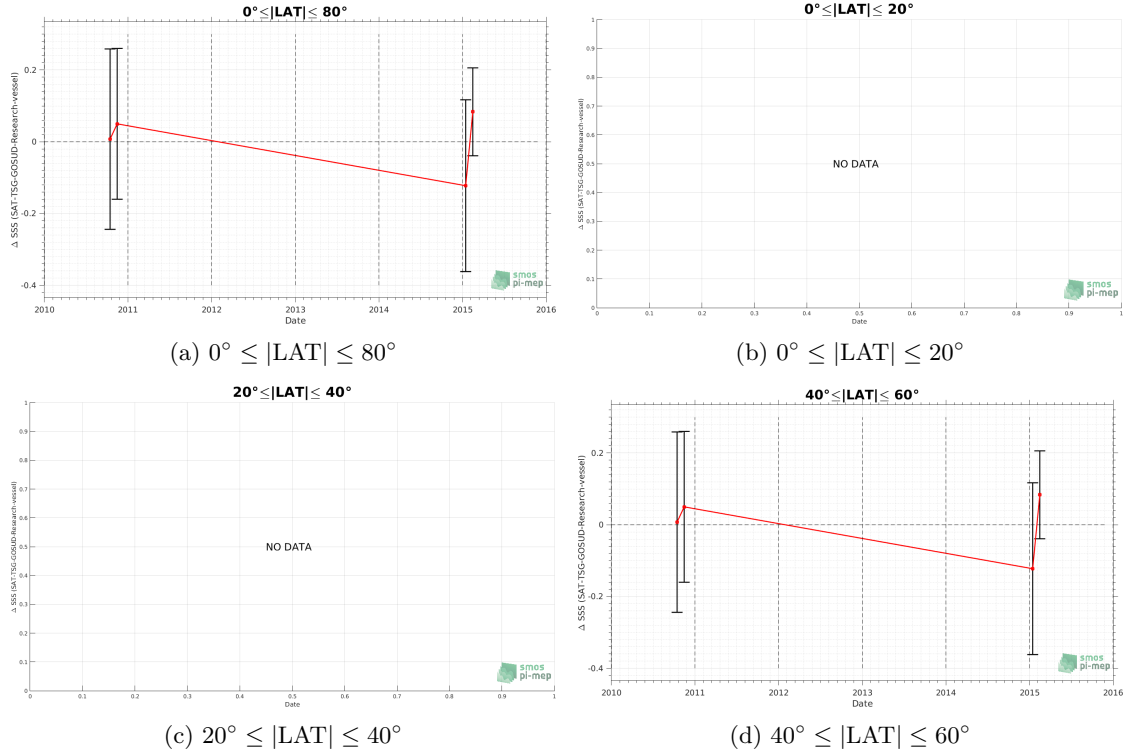 0°≤|LAT|≤ 80°
Δ SSS (SAT-TSG-GOSUD-Research-vessel)
0.2
0
-0.2
-0.4
2010 2011 2012 2013 2014 2015 2016
Date
smos
pi-mep
(a) 0° ≤ |LAT| ≤ 80°
0°≤|LAT|≤ 20°
Δ SSS (SAT-TSG-GOSUD-Research-vessel)
1
0.9
0.8
0.7
0.6
0.5
0.4
0.3
0.2
0.1
0
NO DATA
0 0.1 0.2 0.3 0.4 0.5 0.6 0.7 0.8 0.9 1
Date
smos
pi-mep
(b) 0° ≤ |LAT| ≤ 20°
20°≤|LAT|≤ 40°
Δ SSS (SAT-TSG-GOSUD-Research-vessel)
1
0.9
0.8
0.7
0.6
0.5
0.4
0.3
0.2
0.1
0
NO DATA
0 0.1 0.2 0.3 0.4 0.5 0.6 0.7 0.8 0.9 1
Date
smos
pi-mep
(c) 20° ≤ |LAT| ≤ 40°
40°≤|LAT|≤ 60°
Δ SSS (SAT-TSG-GOSUD-Research-vessel)
0.2
0
-0.2
-0.4
2010 2011 2012 2013 2014 2015 2016
Date
smos
pi-mep
(d) 40° ≤ |LAT| ≤ 60°